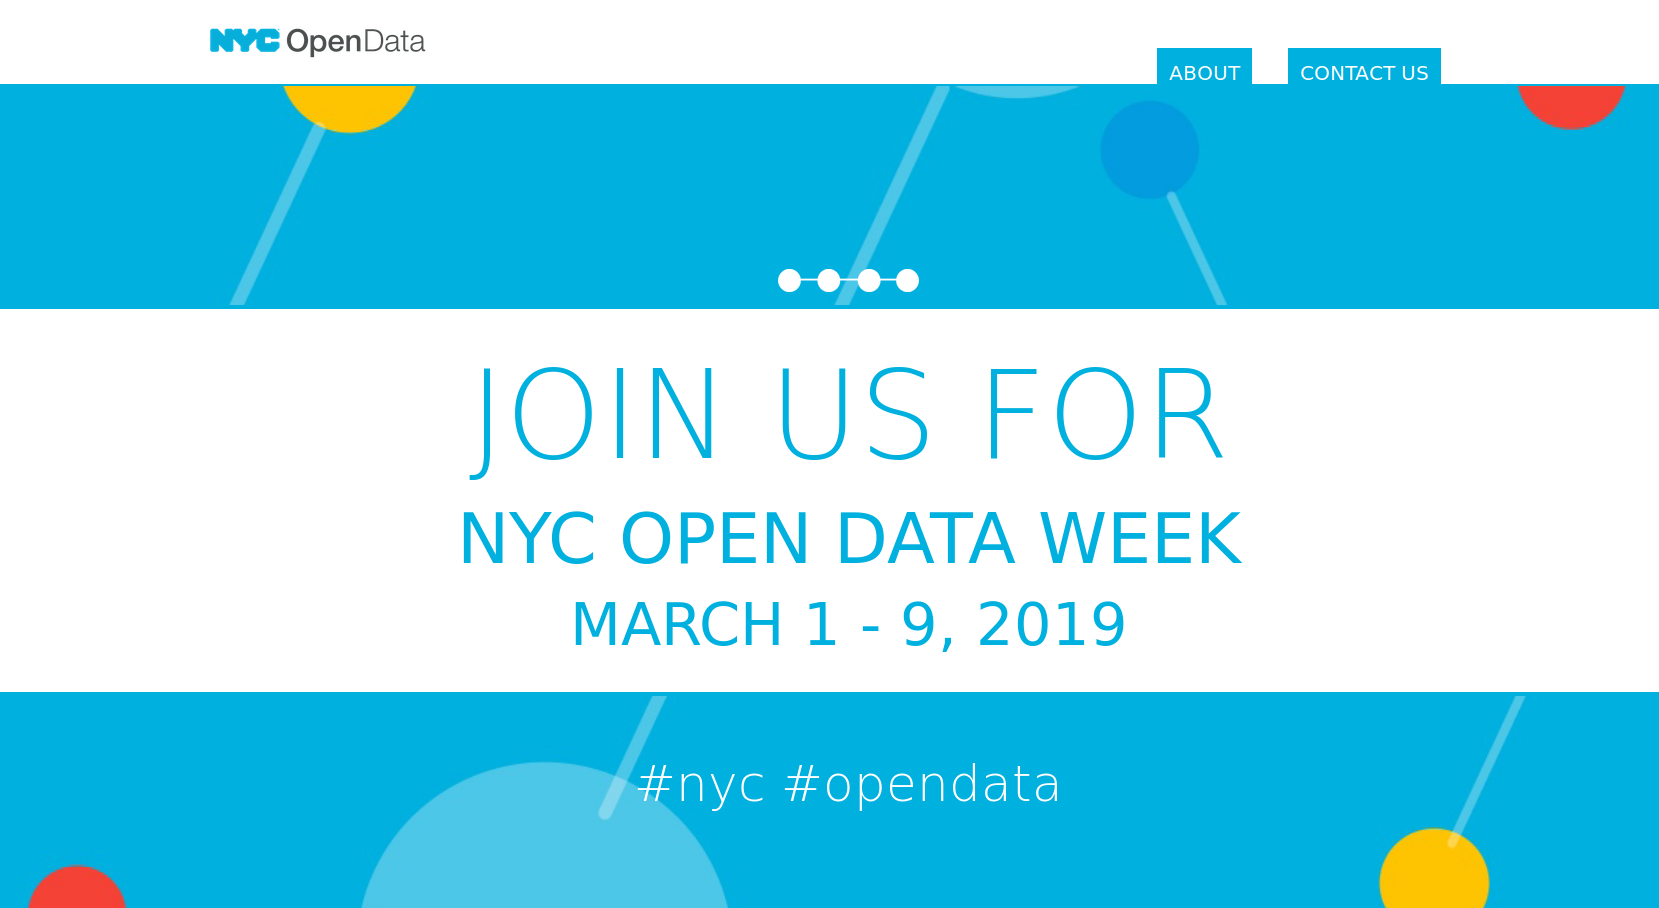 NYC OpenData
ABOUT CONTACT US
JOIN US FOR
NYC OPEN DATA WEEK
MARCH 1 - 9, 2019
#nyc #opendata